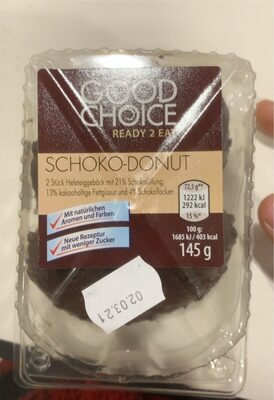 GOOD
CHOICE
READY 2 EAT
SCHOKO-DONUT
2 Stück Hefeteiggebäck mit 21% Schokofüllung,
13% kakaohaltige Fettglasur und 4% Schokoflocken
Mit natürlichen
Aromen und Farben
Neue Rezeptur
mit weniger Zucker
72,5 g**
1222 kJ
292 kcal
15 %*
100 g:
1685 kJ / 403 kcal
145 g
02.03.21